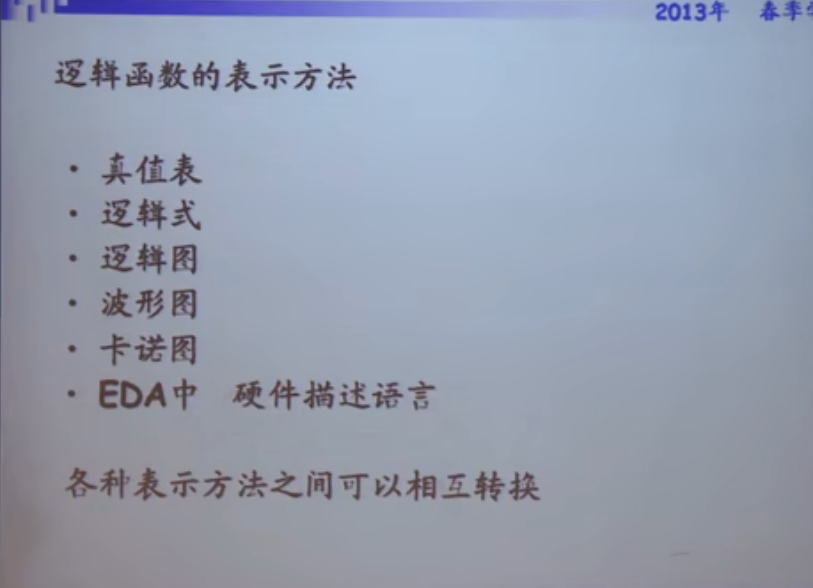 2013年 春季
逻辑函数的表示方法
• 真值表
• 逻辑式
• 逻辑图
• 波形图
• 卡诺图
• EDA中 硬件描述语言
各种表示方法之间可以相互转换